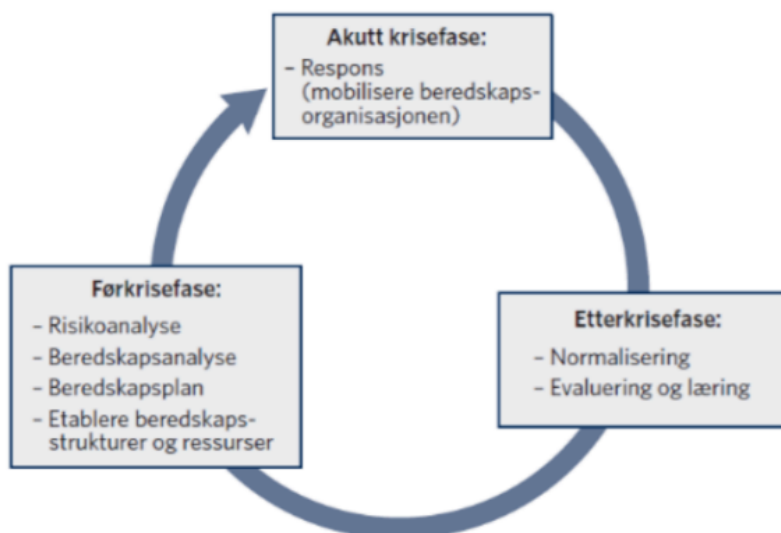 Akutt krisefase:
– Respons
(mobilisere beredskaps-
organisasjonen)
Førkrisefase:
– Risikoanalyse
– Beredskapsanalyse
– Beredskapsplan
– Etablere beredskaps-
strukturer og ressurser
Etterkrisefase:
– Normalisering
– Evaluering og læring